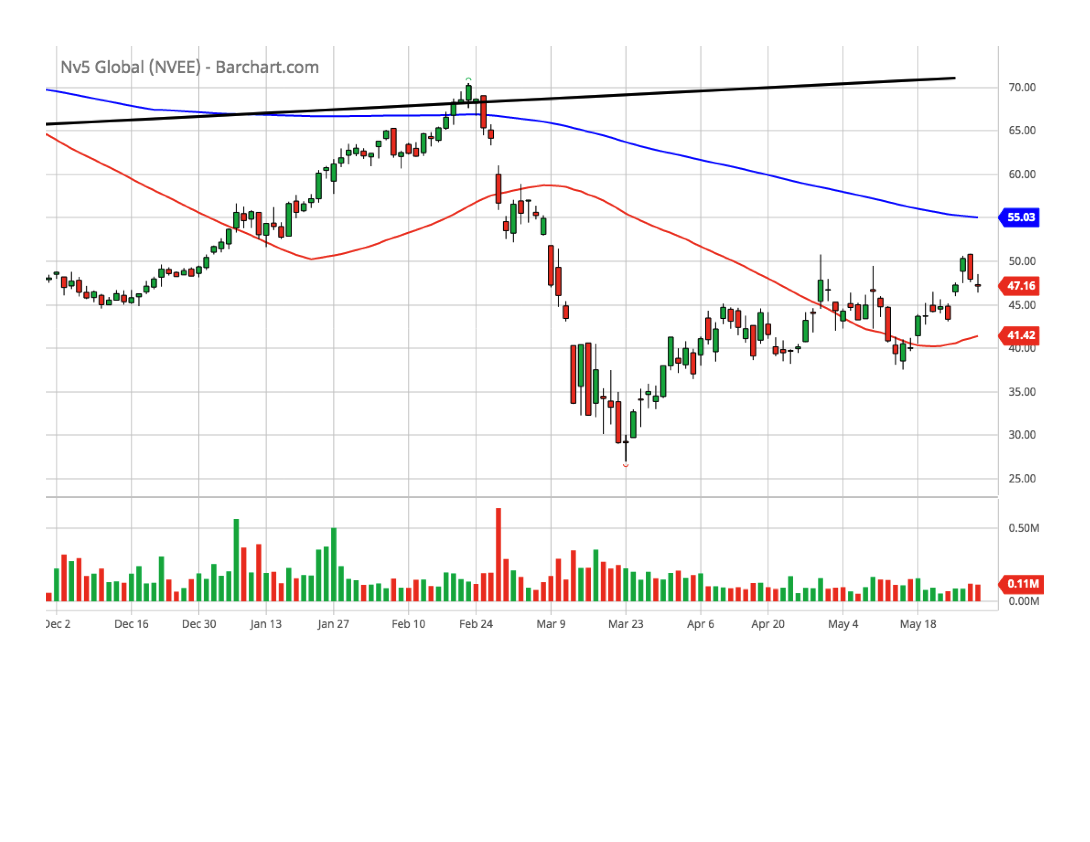 Nv5 Global (NVEE) - Barchart.com
70.00
65.00
60.00
55.03
50.00
47.16
45.00
41.42
40.00
35.00
30.00
25.00
0.50M
0.11M
0.00M
Dec 2 Dec 16 Dec 30 Jan 13 Jan 27 Feb 10 Feb 24 Mar 9 Mar 23 Apr 6 Apr 20 May 4 May 18